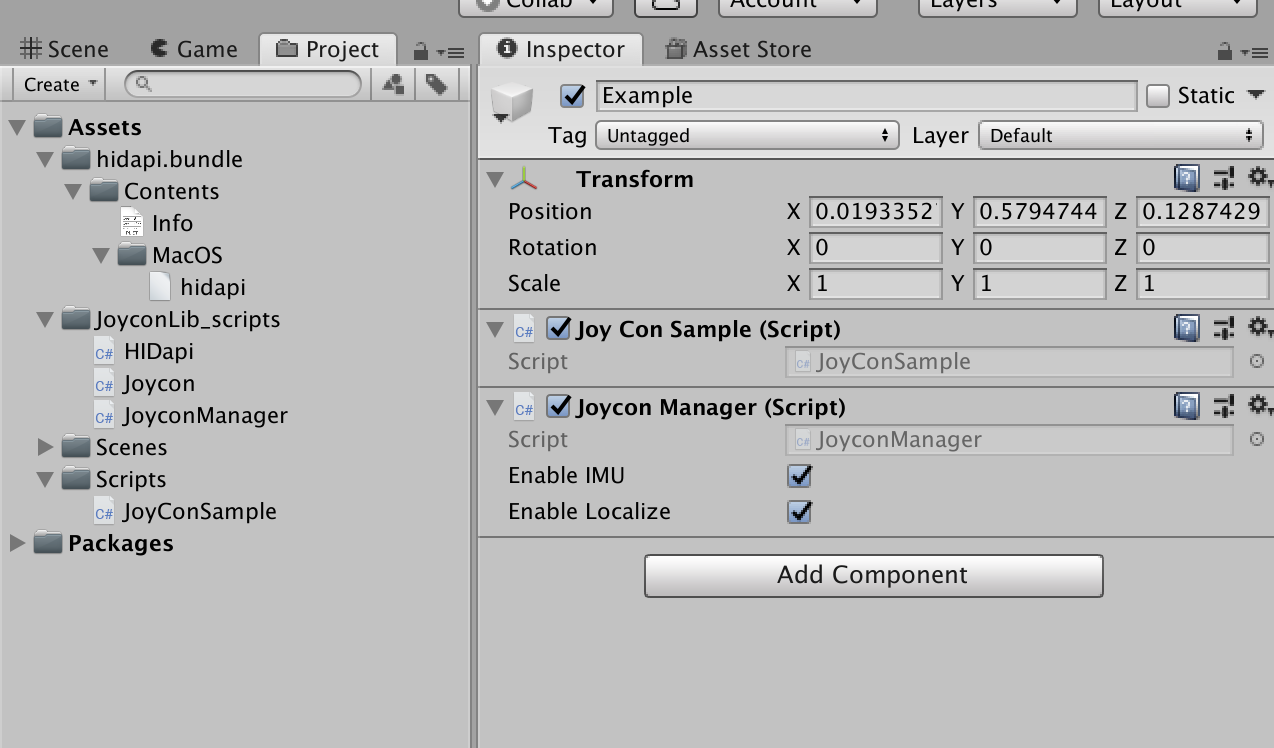 Collab Account Layers Layout
Scene Game Project
Create
Assets
hidapi.bundle
Contents
Info
MacOS
hidapi
JoyconLib_scripts
C# HIDapi
C# Joycon
C# JoyconManager
Scenes
Scripts
C# JoyConSample
Packages
Inspector Asset Store
Example Static
Tag Untagged Layer Default
Transform
Position X 0.01933527 Y 0.5794744 Z 0.1287429
Rotation X 0 Y 0 Z 0
Scale X 1 Y 1 Z 1
C# Joy Con Sample (Script)
Script C# JoyConSample
C# Joycon Manager (Script)
Script C# JoyconManager
Enable IMU
Enable Localize
Add Component